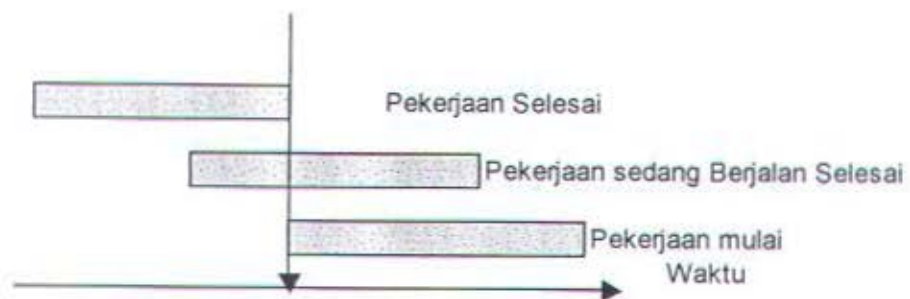 Pekerjaan Selesai
Pekerjaan sedang Berjalan Selesai
Pekerjaan mulai
Waktu